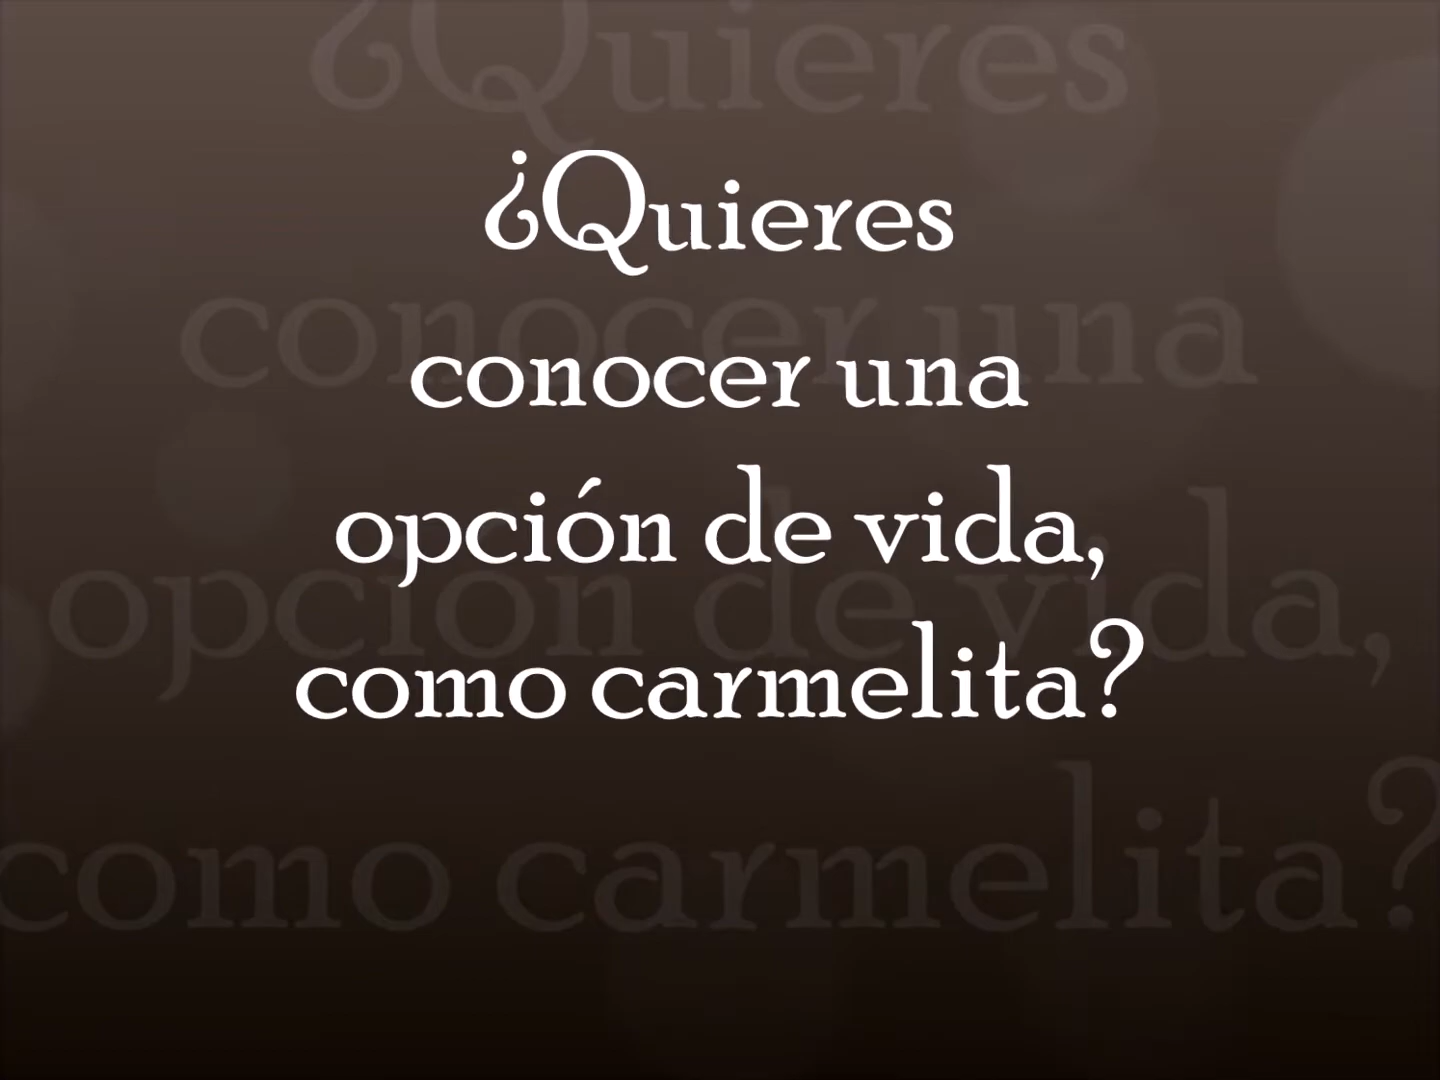 ¿Quieres
conocer una
opción de vida,
como carmelita?